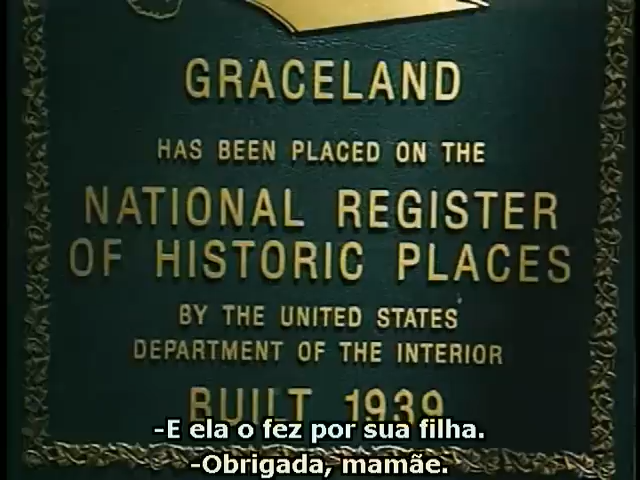 GRACELAND
HAS BEEN PLACED ON THE
NATIONAL REGISTER
OF HISTORIC PLACES
BY THE UNITED STATES
DEPARTMENT OF THE INTERIOR
BUILT 1939
-E ela o fez por sua filha.
-Obrigada, mamãe.